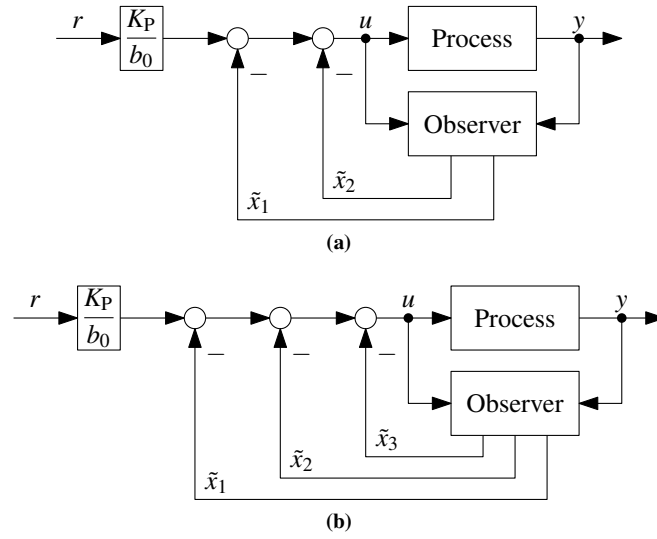 r
K_P
b_0
u
Process
y
Observer
−
−
x̃_2
x̃_1
(a)
r
K_P
b_0
u
Process
y
Observer
−
−
−
x̃_3
x̃_2
x̃_1
(b)